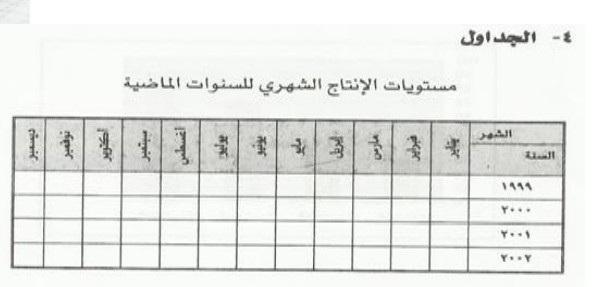 ٤- الجداول
مستويات الإنتاج الشهري للسنوات الماضية
الشهر يناير فبراير مارس إبريل مايو يونيو يوليو أغسطس سبتمبر أكتوبر نوفمبر ديسمبر
السنة
١٩٩٩
٢٠٠٠
٢٠٠١
٢٠٠٢